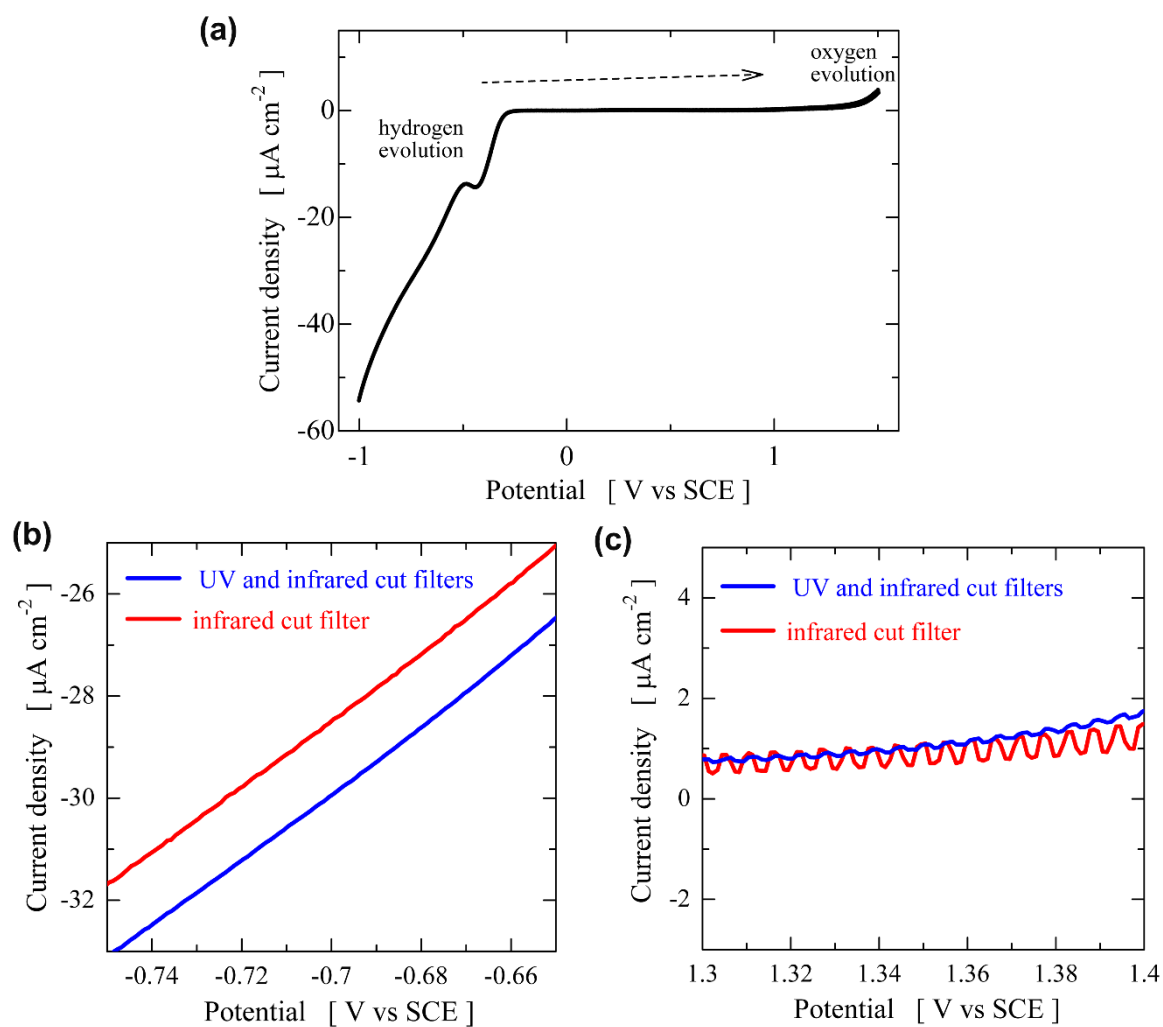 (a)
oxygen
evolution
hydrogen
evolution
0
-20
-40
-60
Current density [ μA cm-2 ]
-1 0 1
Potential [ V vs SCE ]
(b)
UV and infrared cut filters
infrared cut filter
-26
-28
-30
-32
Current density [ μA cm-2 ]
-0.74 -0.72 -0.7 -0.68 -0.66
Potential [ V vs SCE ]
(c)
UV and infrared cut filters
infrared cut filter
4
2
0
-2
Current density [ μA cm-2 ]
1.3 1.32 1.34 1.36 1.38 1.4
Potential [ V vs SCE ]